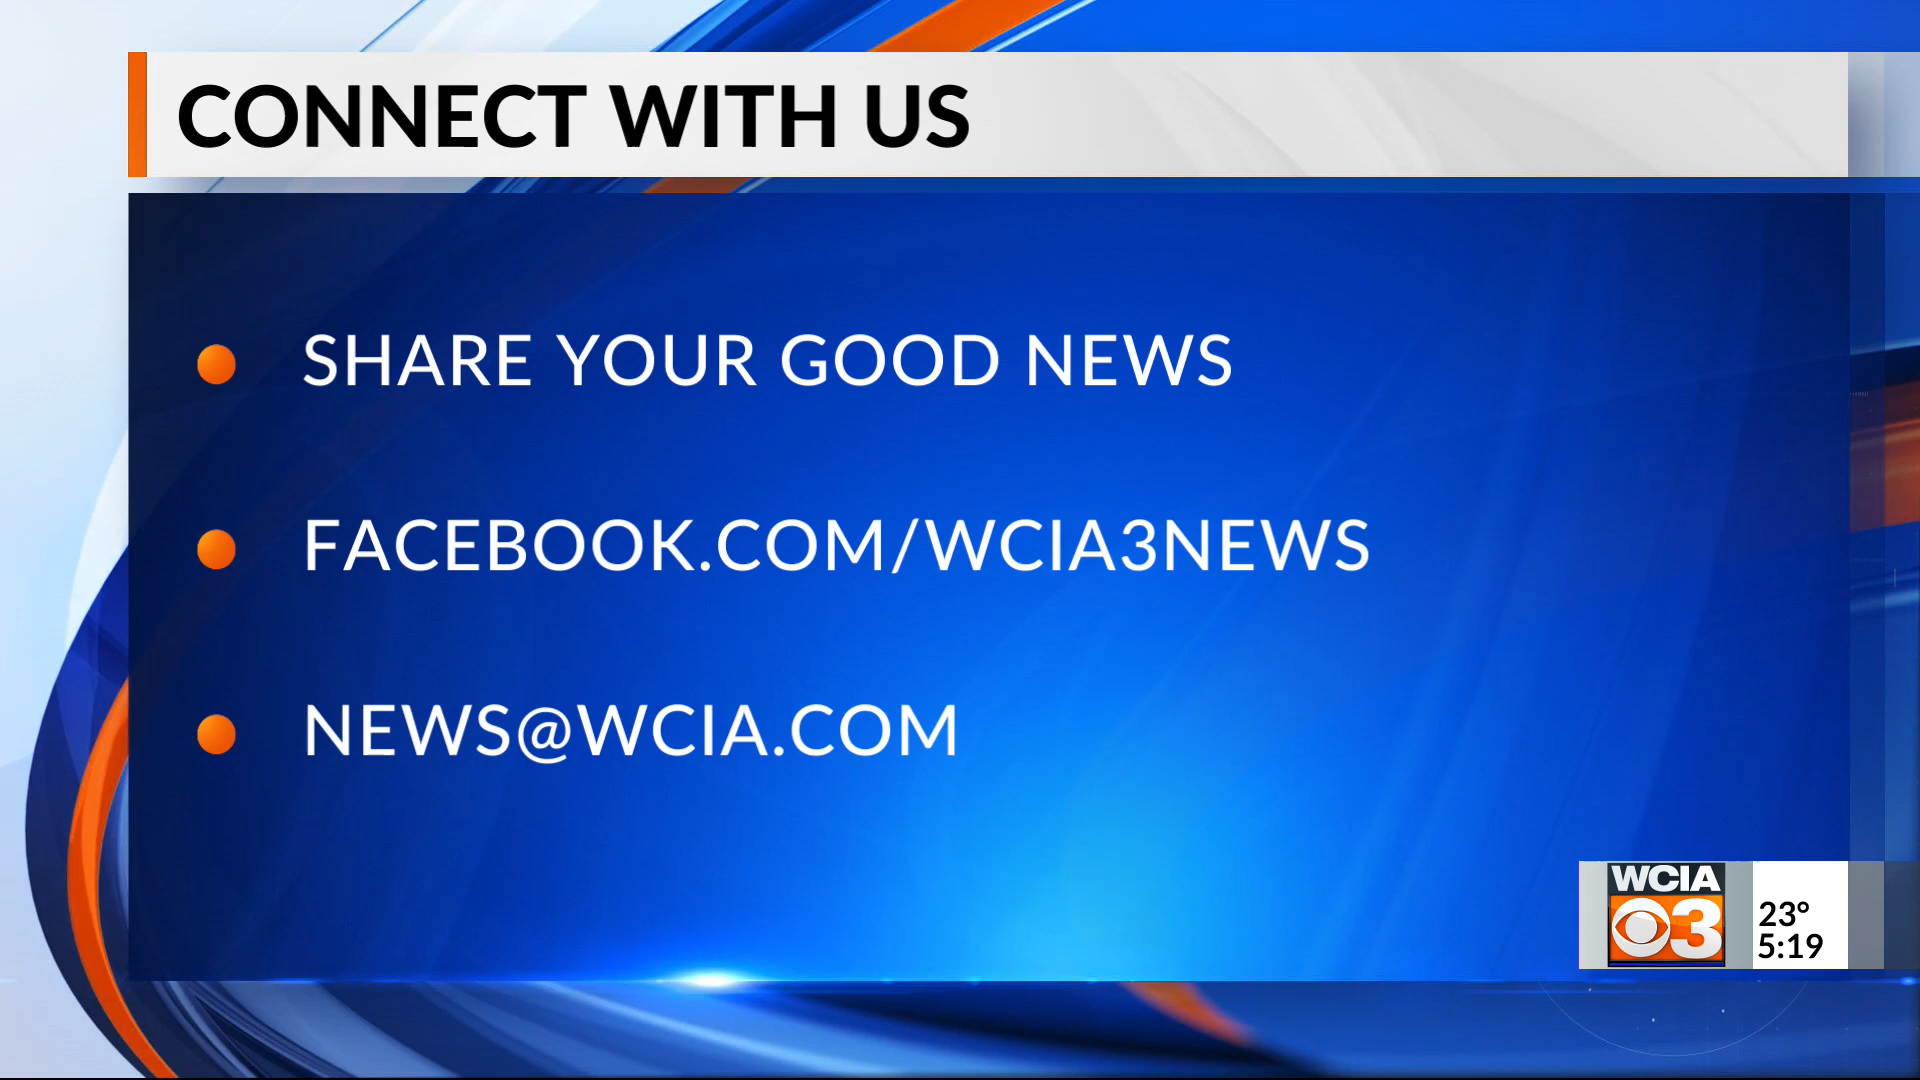 CONNECT WITH US
SHARE YOUR GOOD NEWS
FACEBOOK.COM/WCIA3NEWS
NEWS@WCIA.COM
WCIA
3
23°
5:19